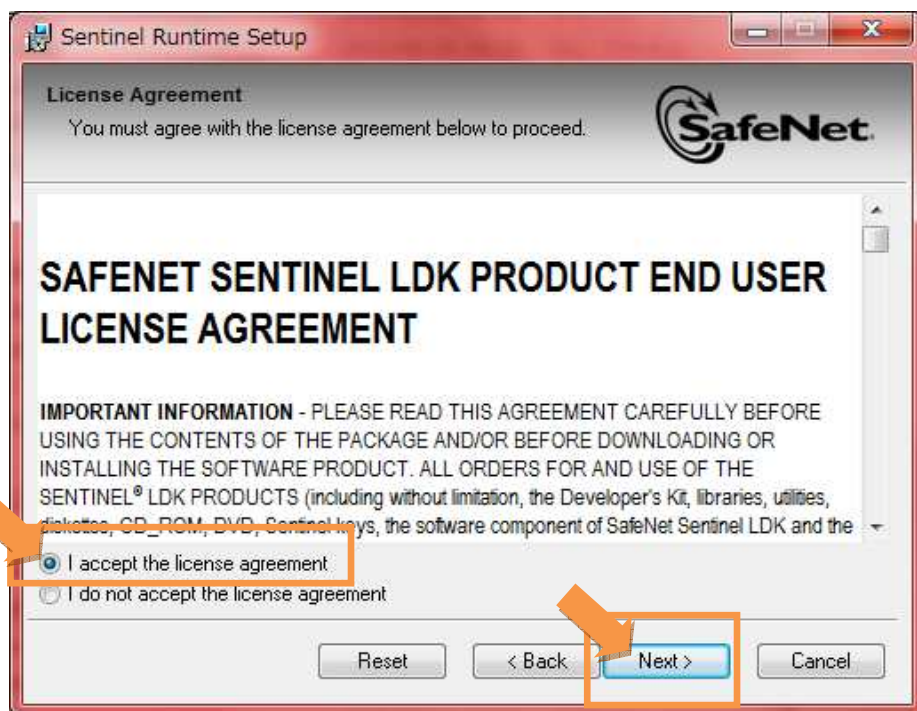 Sentinel Runtime Setup
License Agreement
You must agree with the license agreement below to proceed.
SafeNet.
SAFENET SENTINEL LDK PRODUCT END USER
LICENSE AGREEMENT
IMPORTANT INFORMATION - PLEASE READ THIS AGREEMENT CAREFULLY BEFORE
USING THE CONTENTS OF THE PACKAGE AND/OR BEFORE DOWNLOADING OR
INSTALLING THE SOFTWARE PRODUCT. ALL ORDERS FOR AND USE OF THE
SENTINEL® LDK PRODUCTS (including without limitation, the Developer's Kit, libraries, utilities,
diskettes, CD_ROM, DVD, Sentinel keys, the software component of SafeNet Sentinel LDK and the
I accept the license agreement
I do not accept the license agreement
Reset < Back Next > Cancel